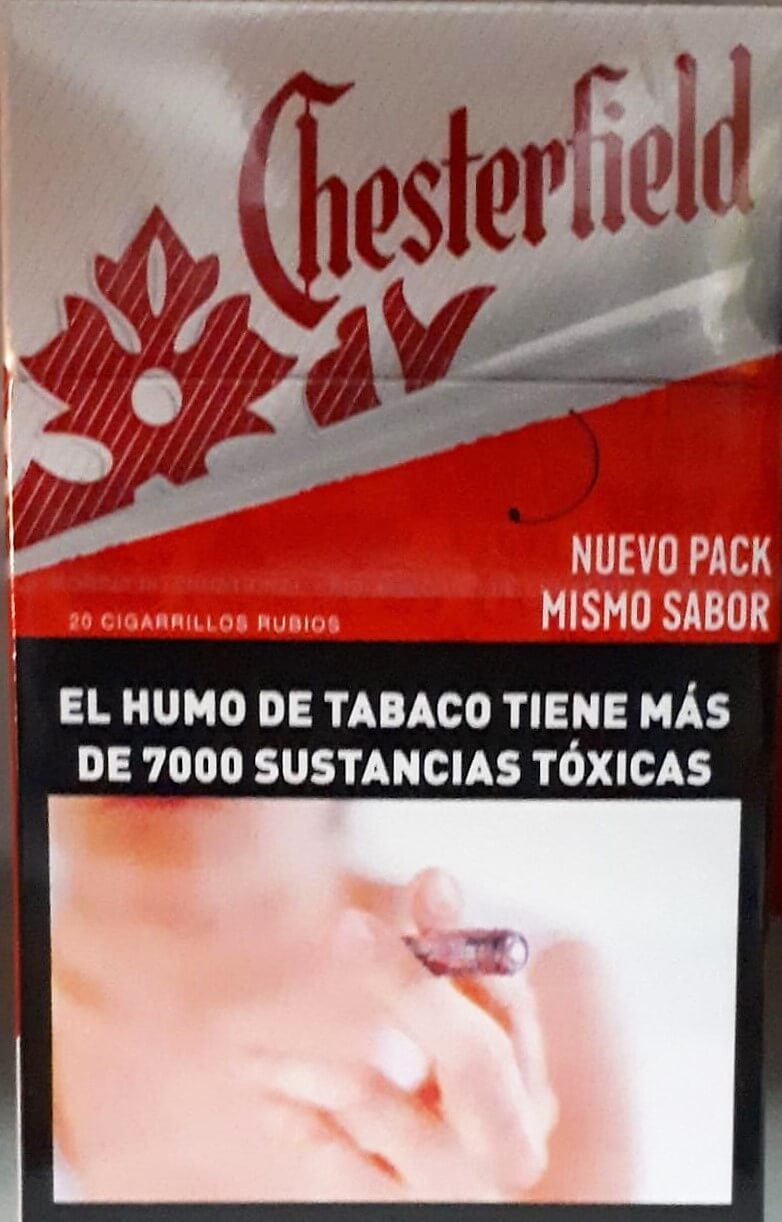 Chesterfield
NUEVO PACK
MISMO SABOR
20 CIGARRILLOS RUBIOS
EL HUMO DE TABACO TIENE MÁS
DE 7000 SUSTANCIAS TÓXICAS